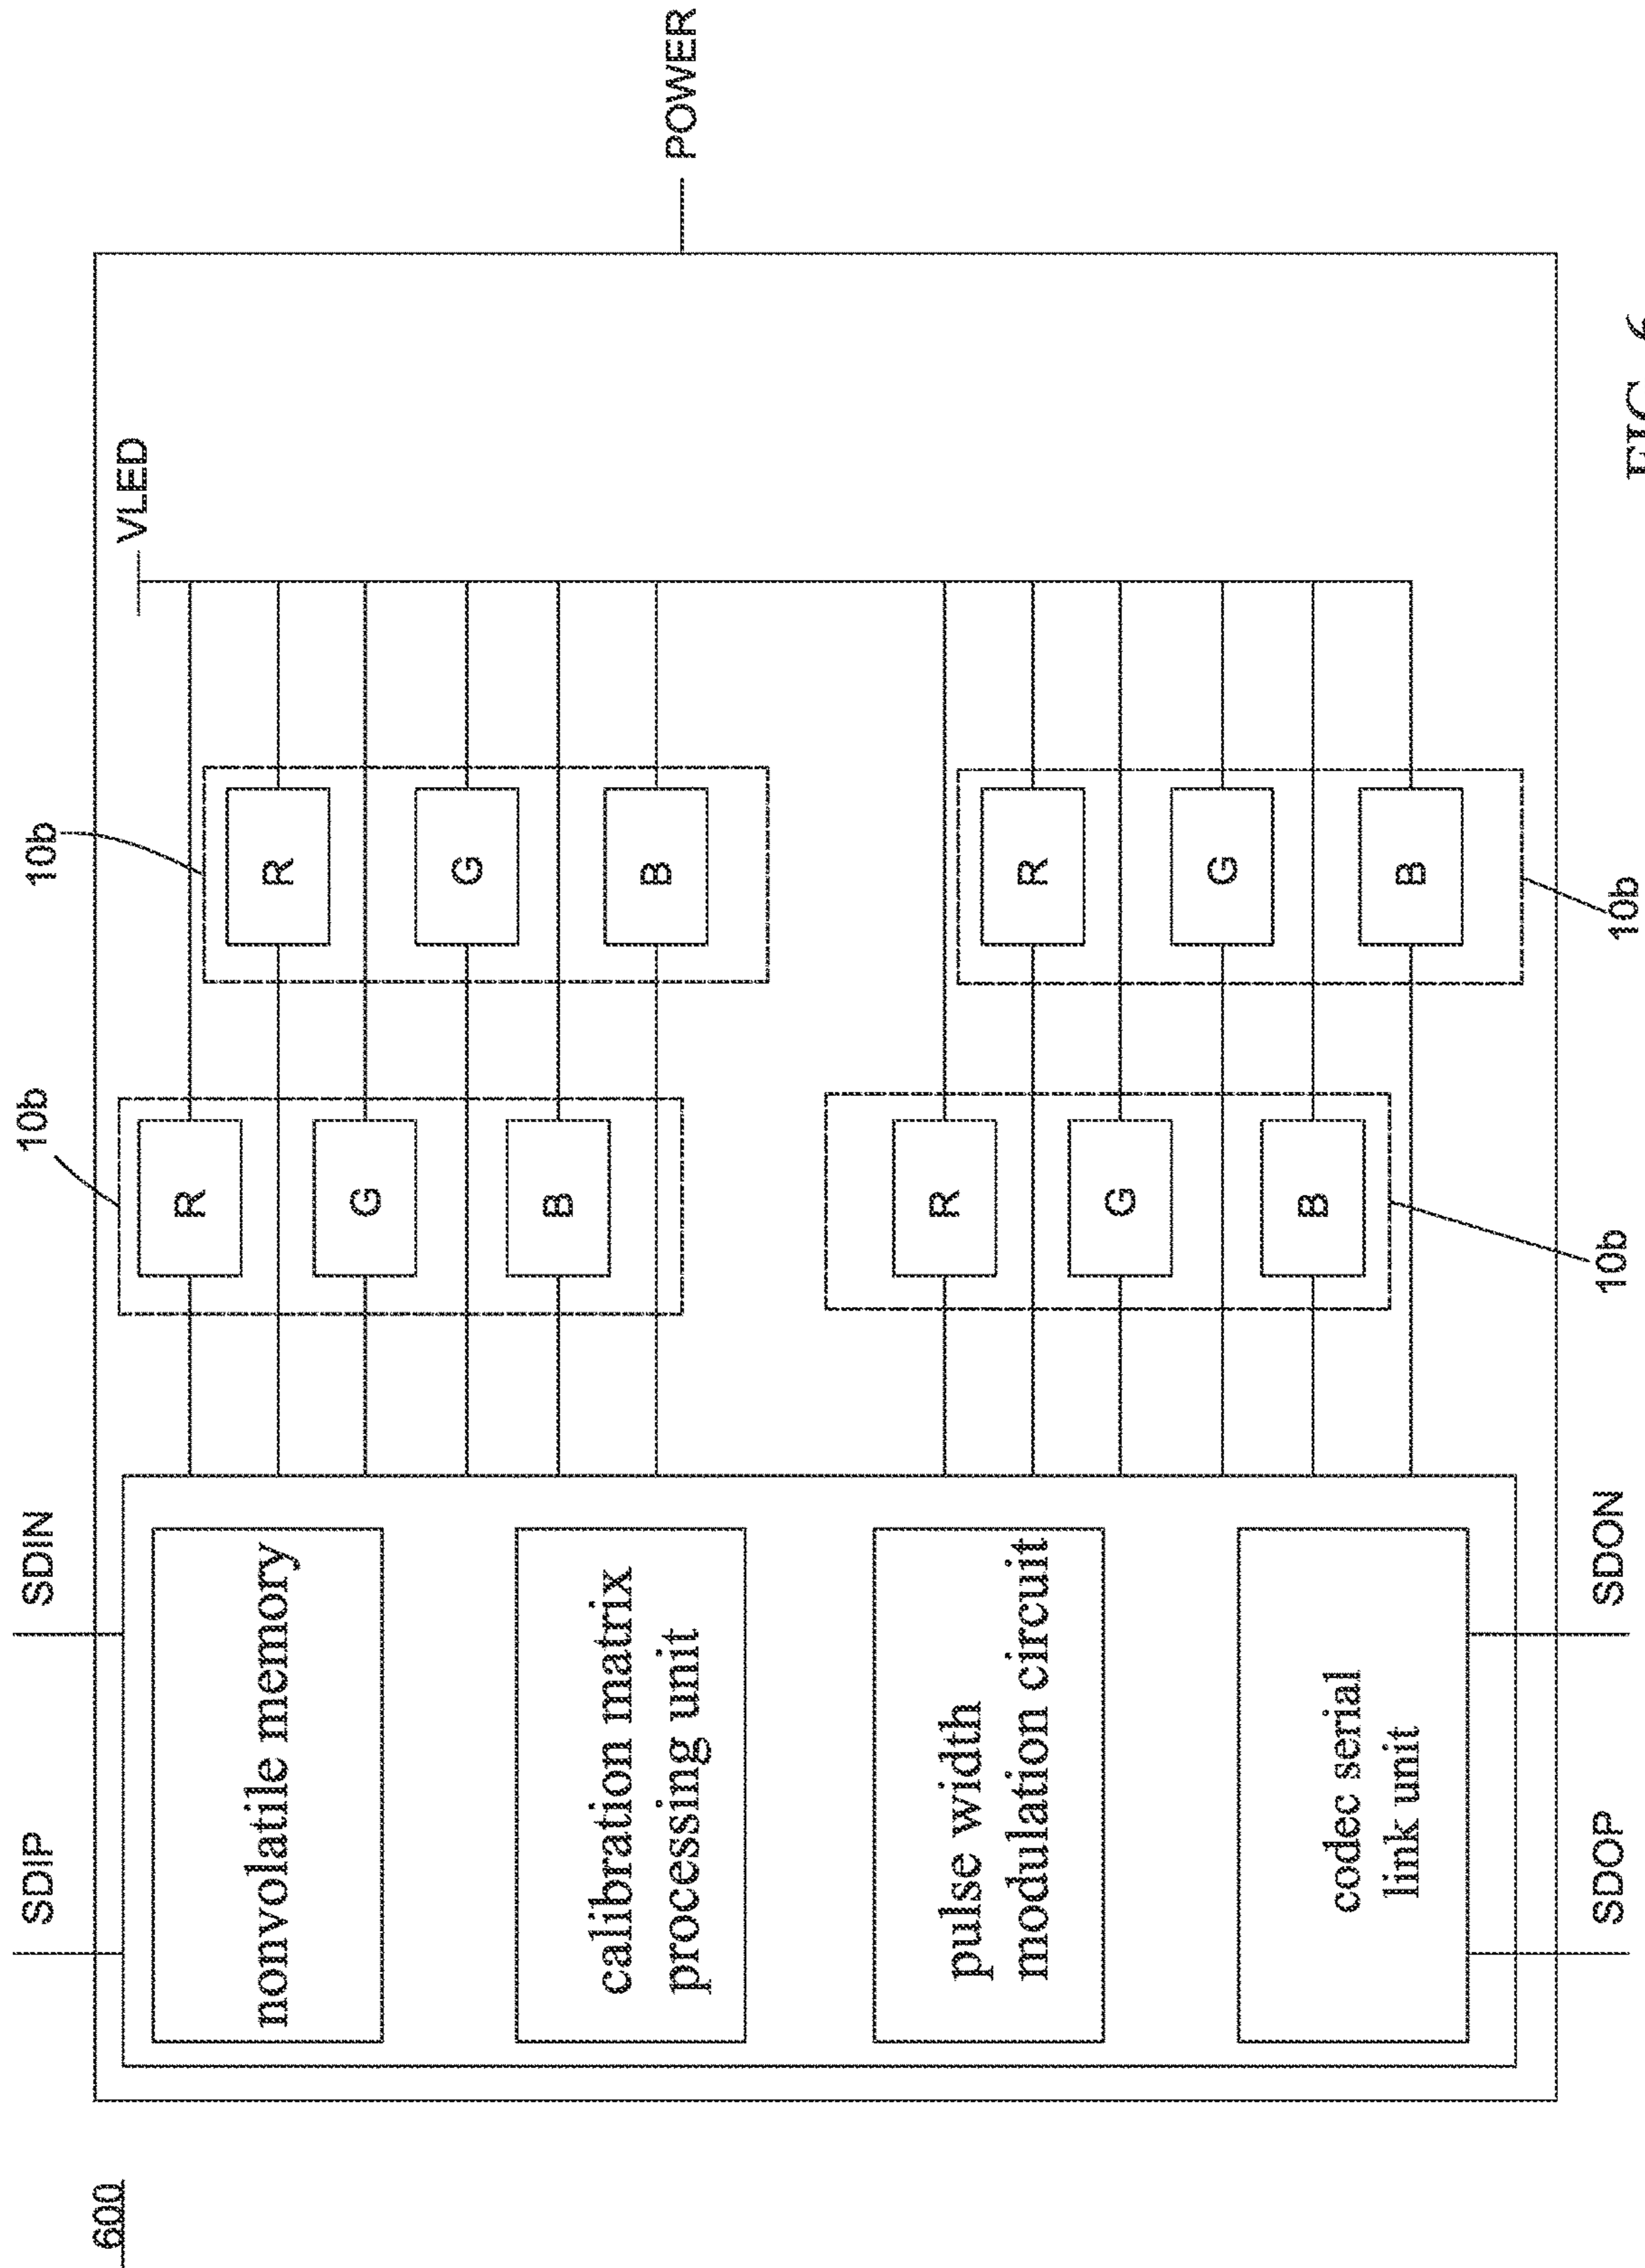 SDIP
SDIN
10b
10b
600
VLED
nonvolatile memory
R
R
G
G
B
B
calibration matrix
processing unit
POWER
pulse width
modulation circuit
R
R
G
G
B
B
codec serial
link unit
SDOP
SDON
10b
10b
FIG. 6